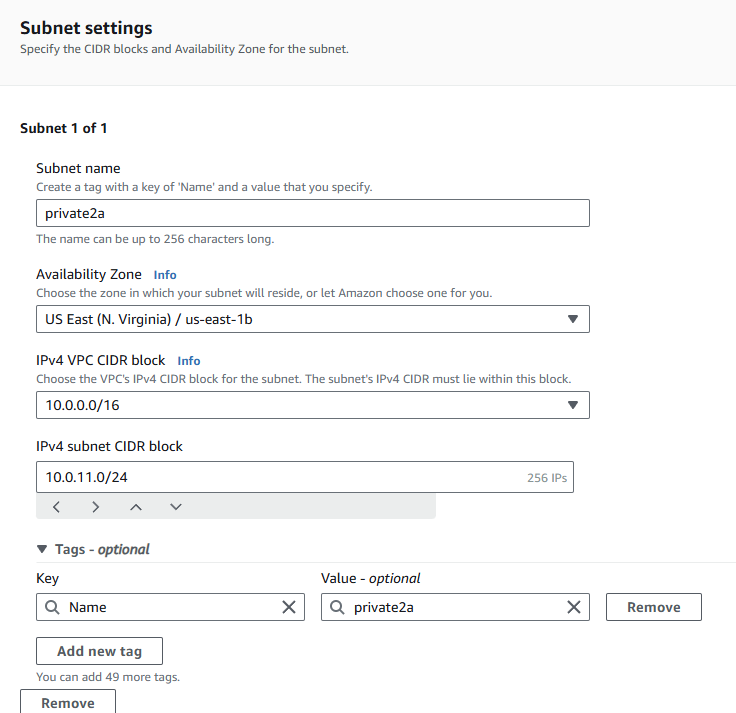 Subnet settings
Specify the CIDR blocks and Availability Zone for the subnet.
Subnet 1 of 1
Subnet name
Create a tag with a key of 'Name' and a value that you specify.
private2a
The name can be up to 256 characters long.
Availability Zone Info
Choose the zone in which your subnet will reside, or let Amazon choose one for you.
US East (N. Virginia) / us-east-1b
IPv4 VPC CIDR block Info
Choose the VPC's IPv4 CIDR block for the subnet. The subnet's IPv4 CIDR must lie within this block.
10.0.0.0/16
IPv4 subnet CIDR block
10.0.11.0/24 256 IPs
Tags - optional
Key Value - optional
Name private2a Remove
Add new tag
You can add 49 more tags.
Remove